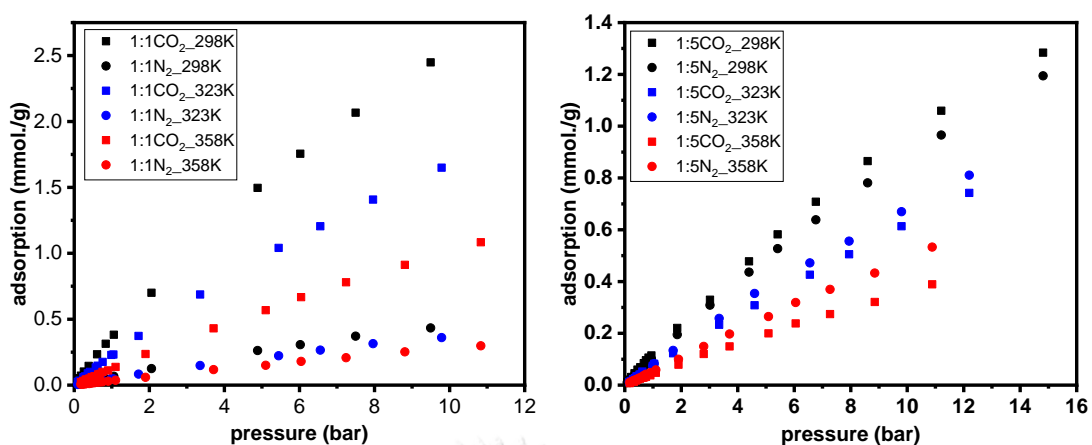 adsorption (mmol./g)
2.5
2.0
1.5
1.0
0.5
0.0
1:1CO₂_298K
1:1N₂_298K
1:1CO₂_323K
1:1N₂_323K
1:1CO₂_358K
1:1N₂_358K
0 2 4 6 8 10 12
pressure (bar)
adsorption (mmol./g)
1.4
1.2
1.0
0.8
0.6
0.4
0.2
0.0
1:5CO₂_298K
1:5N₂_298K
1:5CO₂_323K
1:5N₂_323K
1:5CO₂_358K
1:5N₂_358K
0 2 4 6 8 10 12 14 16
pressure (bar)